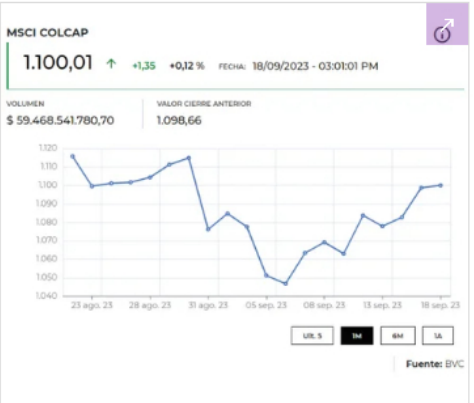 MSCI COLCAP
1.100,01 ↑ +1,35 +0,12 % FECHA: 18/09/2023 - 03:01:01 PM
VOLUMEN VALOR CIERRE ANTERIOR
$ 59.468.541.780,70 1.098,66
1.120
1.110
1.100
1.090
1.080
1.070
1.060
1.050
1.040
23 ago. 23 28 ago. 23 31 ago. 23 05 sep. 23 08 sep. 23 13 sep. 23 18 sep. 23
Ult. 5 1M 6M 1A
Fuente: BVC